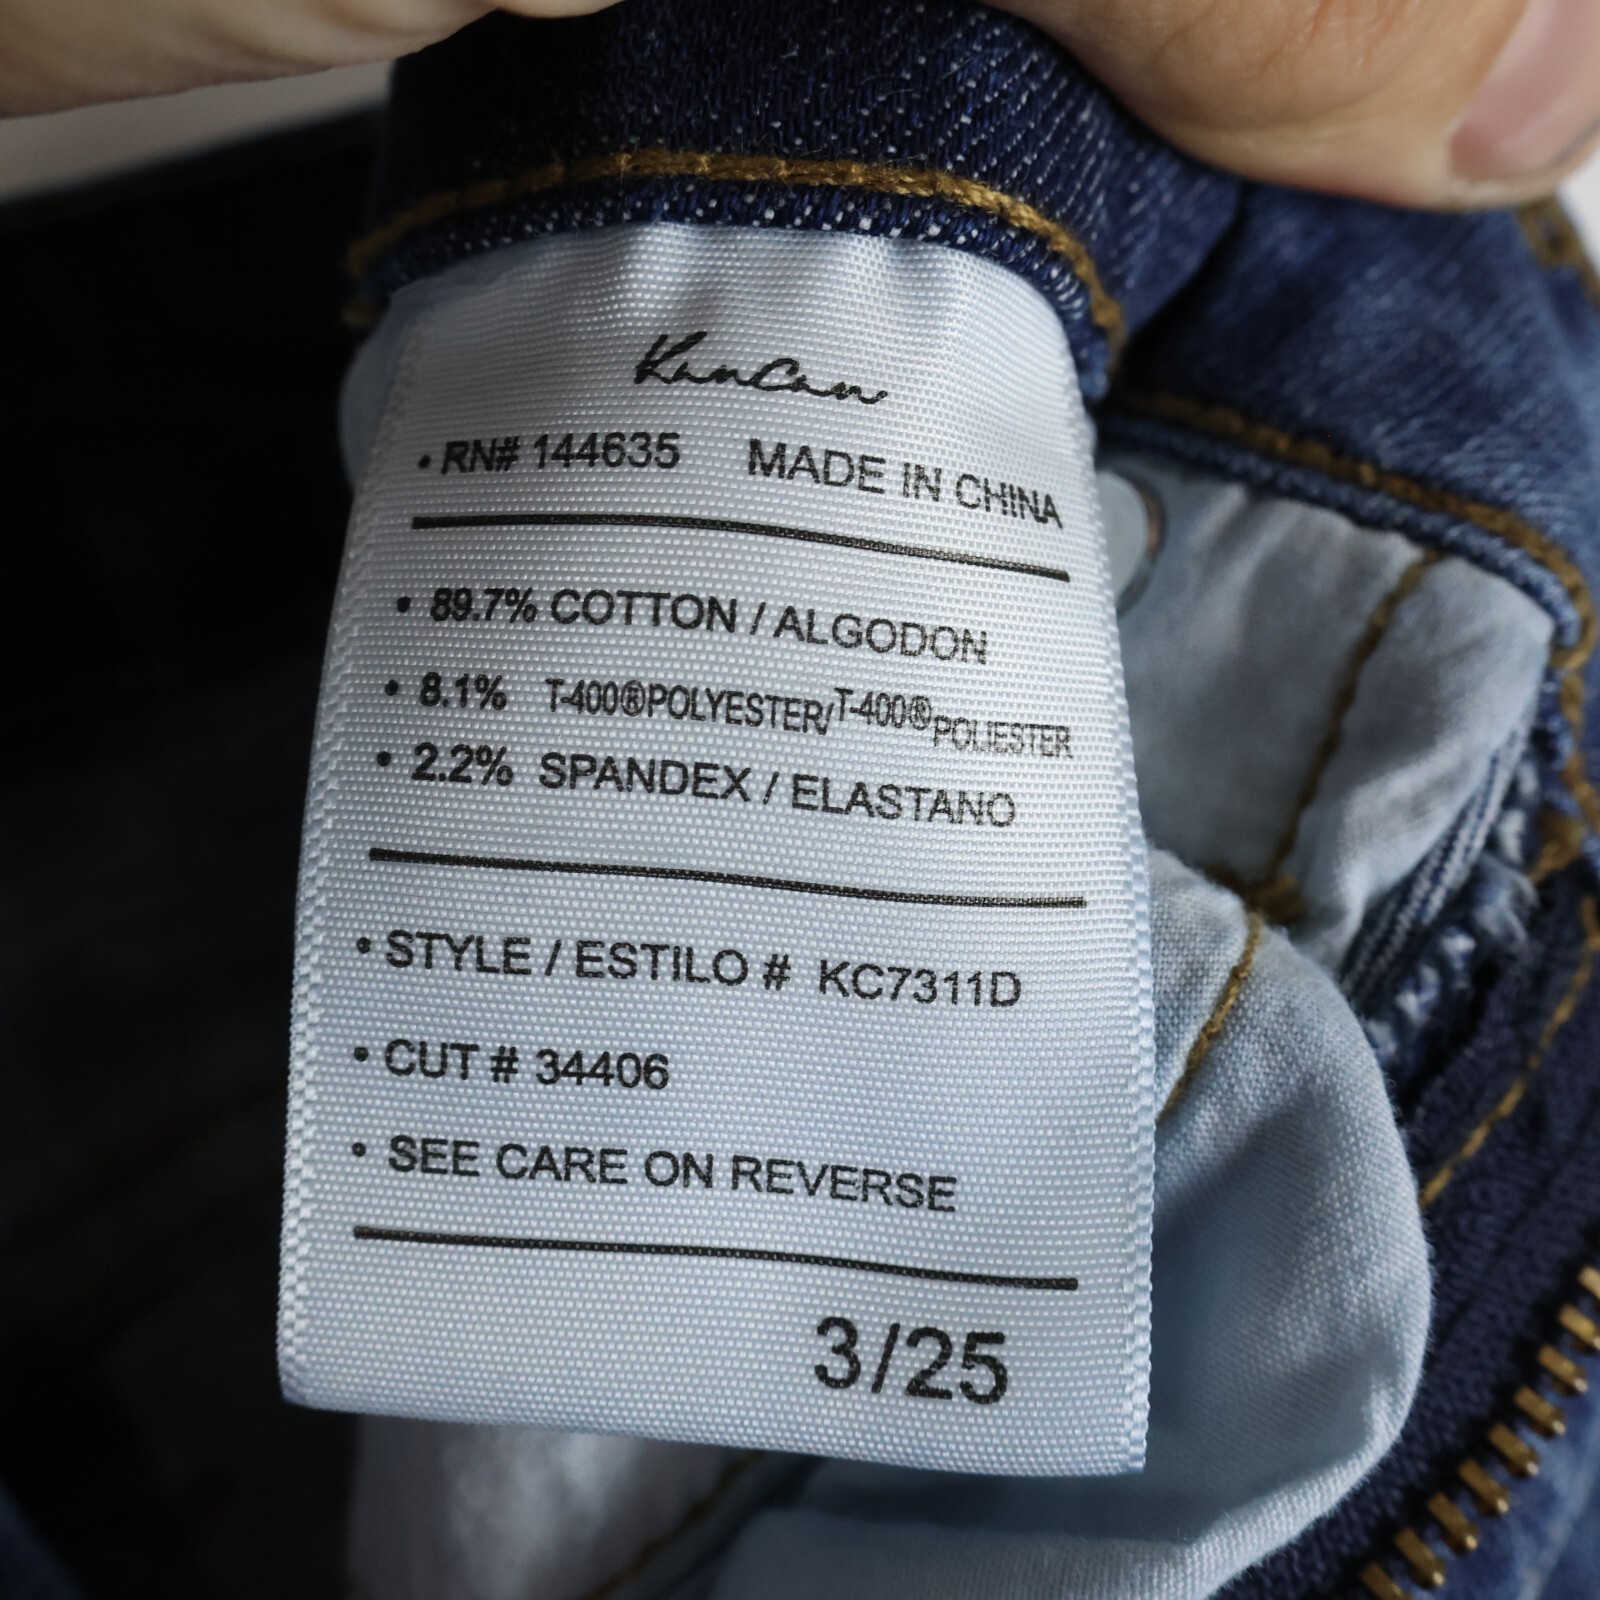 KanCan
• RN# 144635 MADE IN CHINA
• 89.7% COTTON / ALGODON
• 8.1% T-400®POLYESTER/T-400®POLIESTER
• 2.2% SPANDEX / ELASTANO
• STYLE / ESTILO # KC7311D
• CUT # 34406
• SEE CARE ON REVERSE
3/25